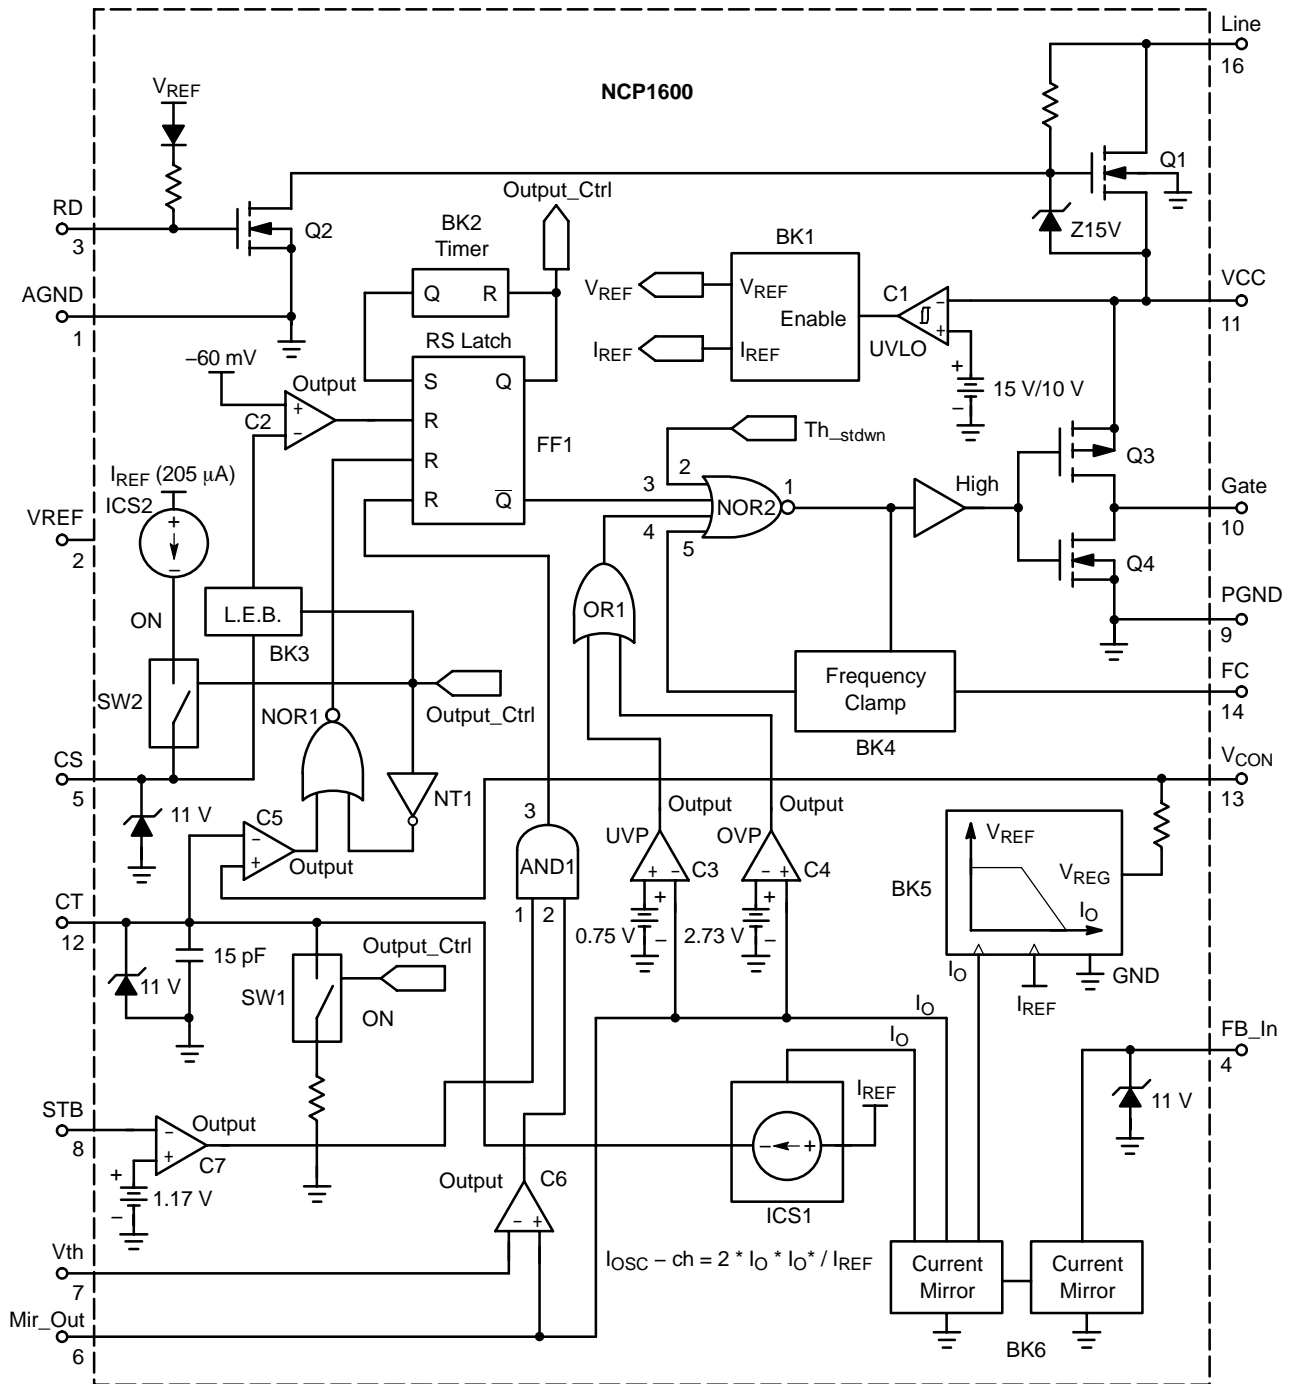 Line
16
NCP1600
VREF
Q1
Output_Ctrl
RD
3
Q2
Z15V
BK2
Timer
BK1
AGND
1
Q R
VREF
VREF
C1
−
+
VCC
11
Enable
RS Latch
IREF
IREF
UVLO
–60 mV
Output
+
−
15 V/10 V
S Q
+
−
C2
R
Th_stdwn
FF1
R
2
Q3
IREF (205 μA)
ICS2
R Q
3
1
High
Gate
10
NOR2
VREF
2
+
−
4
5
Q4
ON
L.E.B.
BK3
OR1
PGND
9
SW2
NOR1
Output_Ctrl
Frequency
Clamp
FC
14
BK4
CS
5
VCON
13
NT1
11 V
C5
−
+
Output
3
Output
Output
UVP
OVP
VREF
AND1
+ −
C3
− +
C4
BK5
VREG
IO
CT
12
1 2
+
0.75 V
−
+
2.73 V
−
Output_Ctrl
15 pF
11 V
SW1
ON
IO
IREF
GND
IO
IO
FB_In
4
IREF
11 V
STB
8
−
+
Output
C7
− +
+
1.17 V
−
Output
C6
− +
ICS1
Vth
7
IOSC – ch = 2 * IO * IO* / IREF
Current
Mirror
Current
Mirror
Mir_Out
6
BK6